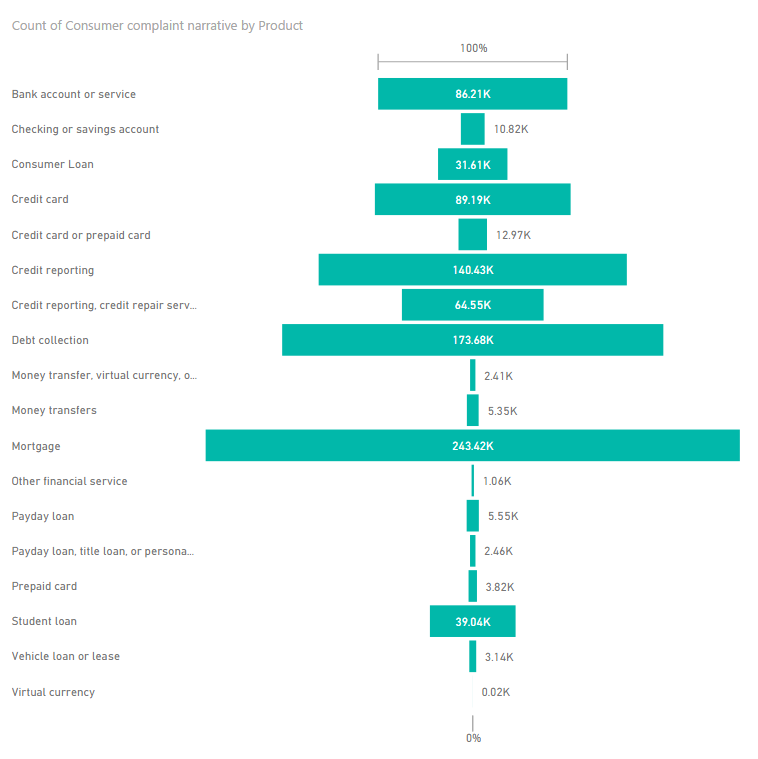 Count of Consumer complaint narrative by Product
100%
Bank account or service 86.21K
Checking or savings account 10.82K
Consumer Loan 31.61K
Credit card 89.19K
Credit card or prepaid card 12.97K
Credit reporting 140.43K
Credit reporting, credit repair serv... 64.55K
Debt collection 173.68K
Money transfer, virtual currency, o... 2.41K
Money transfers 5.35K
Mortgage 243.42K
Other financial service 1.06K
Payday loan 5.55K
Payday loan, title loan, or persona... 2.46K
Prepaid card 3.82K
Student loan 39.04K
Vehicle loan or lease 3.14K
Virtual currency 0.02K
0%